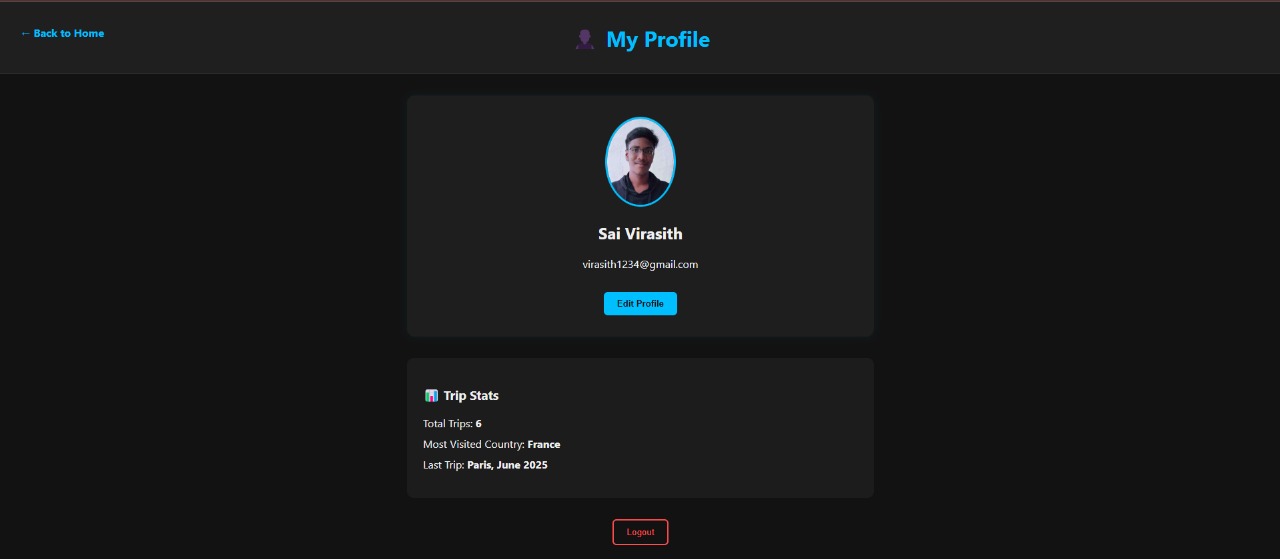 ← Back to Home
My Profile
Sai Virasith
virasith1234@gmail.com
Edit Profile
Trip Stats
Total Trips: 6
Most Visited Country: France
Last Trip: Paris, June 2025
Logout